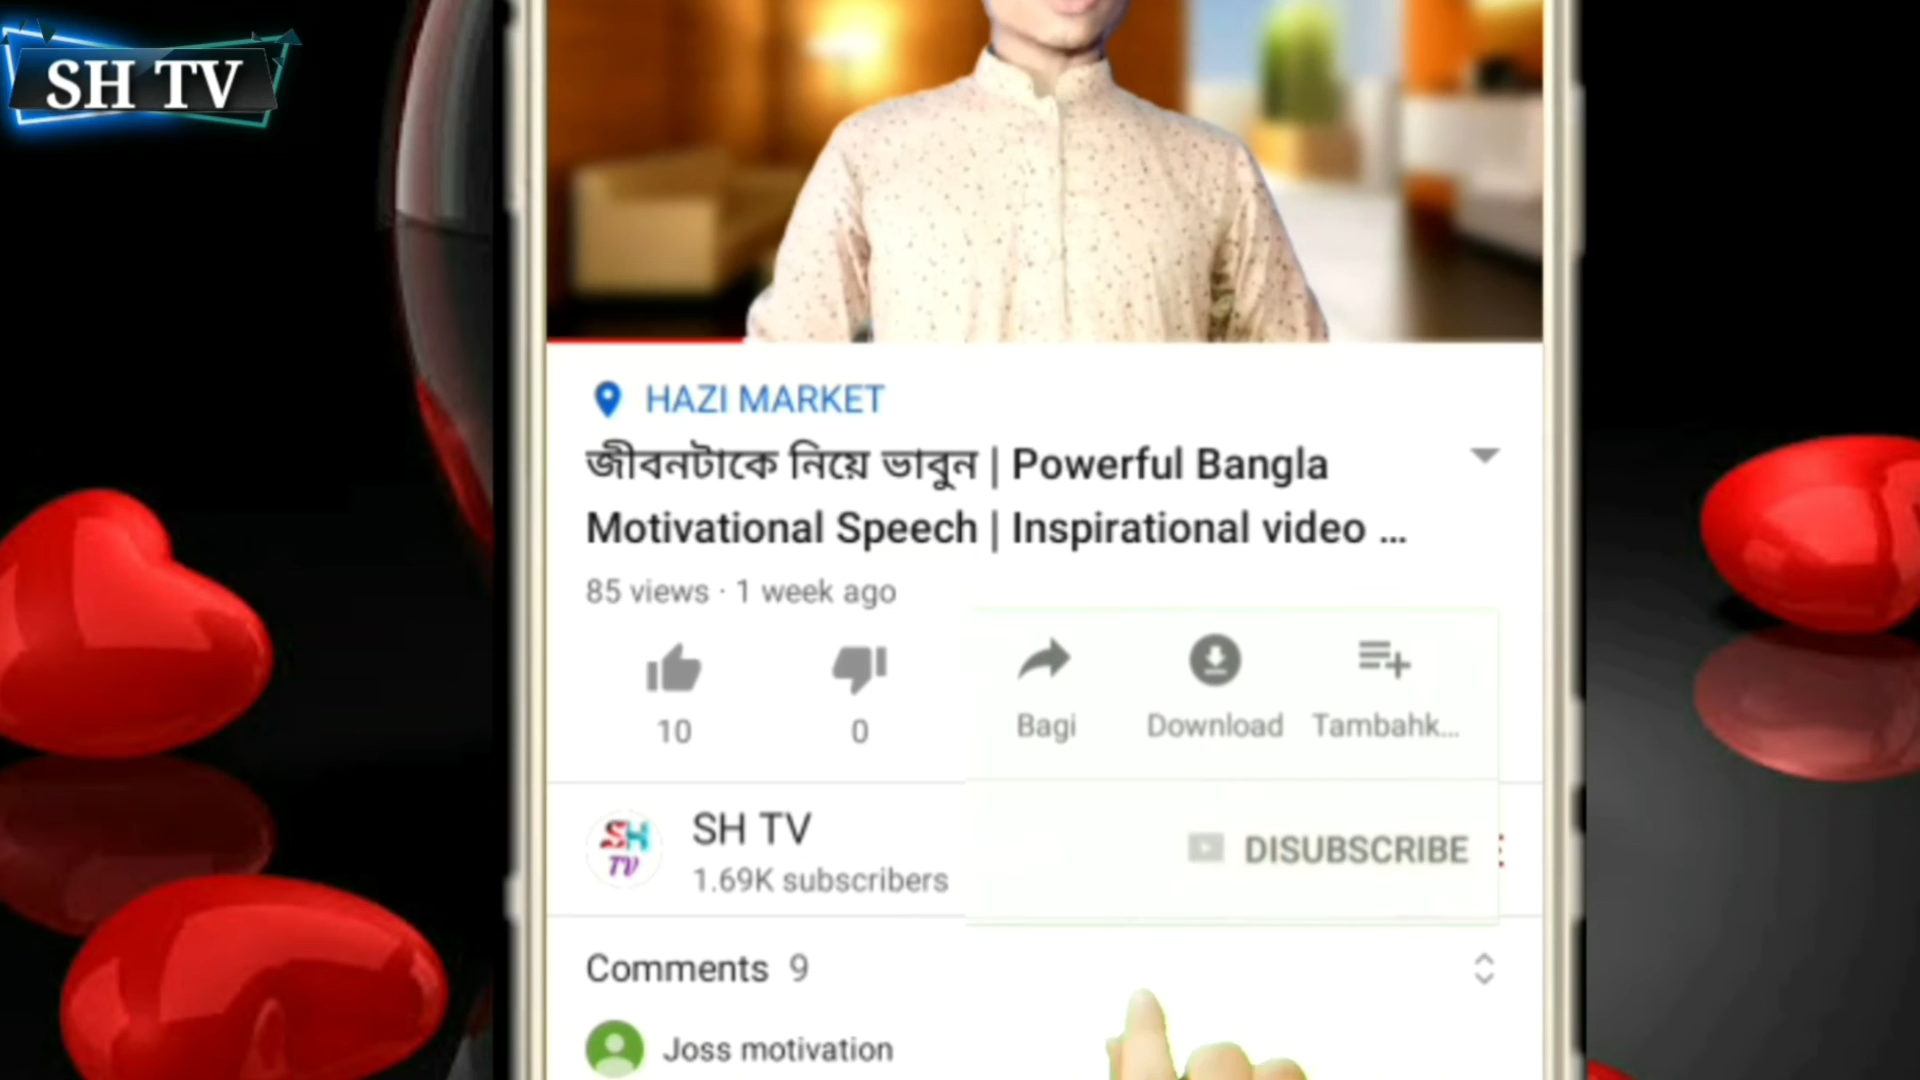 SH TV
HAZI MARKET
জীবনটাকে নিয়ে ভাবুন | Powerful Bangla
Motivational Speech | Inspirational video ...
85 views · 1 week ago
10
0
Bagi
Download
Tambahk...
SH TV
SH TV
1.69K subscribers
DISUBSCRIBE
Comments 9
Joss motivation